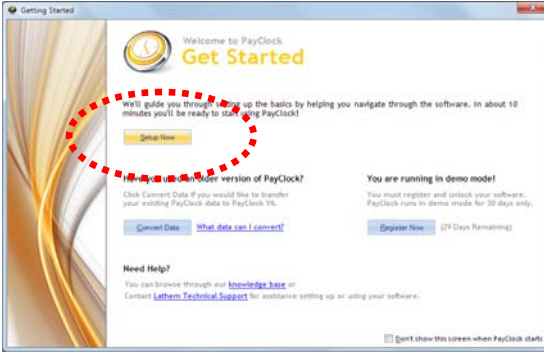 Getting Started
Welcome to PayClock
Get Started
We'll guide you through setting up the basics by helping you navigate through the software. In about 10
minutes you'll be ready to start using PayClock!
Setup Now
Have you used an older version of PayClock?
Click Convert Data if you would like to transfer
your existing PayClock data to PayClock V6.
Convert Data What data can I convert?
You are running in demo mode!
You must register and unlock your software.
PayClock runs in demo mode for 30 days only.
Register Now (29 Days Remaining)
Need Help?
You can browse through our knowledge base or
Contact Lathem Technical Support for assistance setting up or using your software.
Don't show this screen when PayClock starts